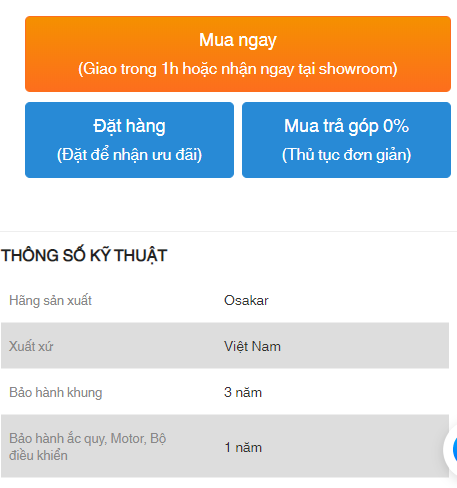 Mua ngay
(Giao trong 1h hoặc nhận ngay tại showroom)
Đặt hàng
(Đặt để nhận ưu đãi)
Mua trả góp 0%
(Thủ tục đơn giản)
THÔNG SỐ KỸ THUẬT
Hãng sản xuất Osakar
Xuất xứ Việt Nam
Bảo hành khung 3 năm
Bảo hành ắc quy, Motor, Bộ
điều khiển
1 năm